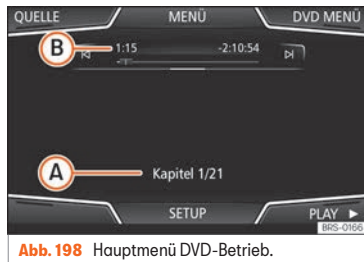 QUELLE MENÜ DVD MENÜ
B 1:15 -2:10:54
A Kapitel 1/21
SETUP PLAY
BRS-0166
Abb. 198 Hauptmenü DVD-Betrieb.